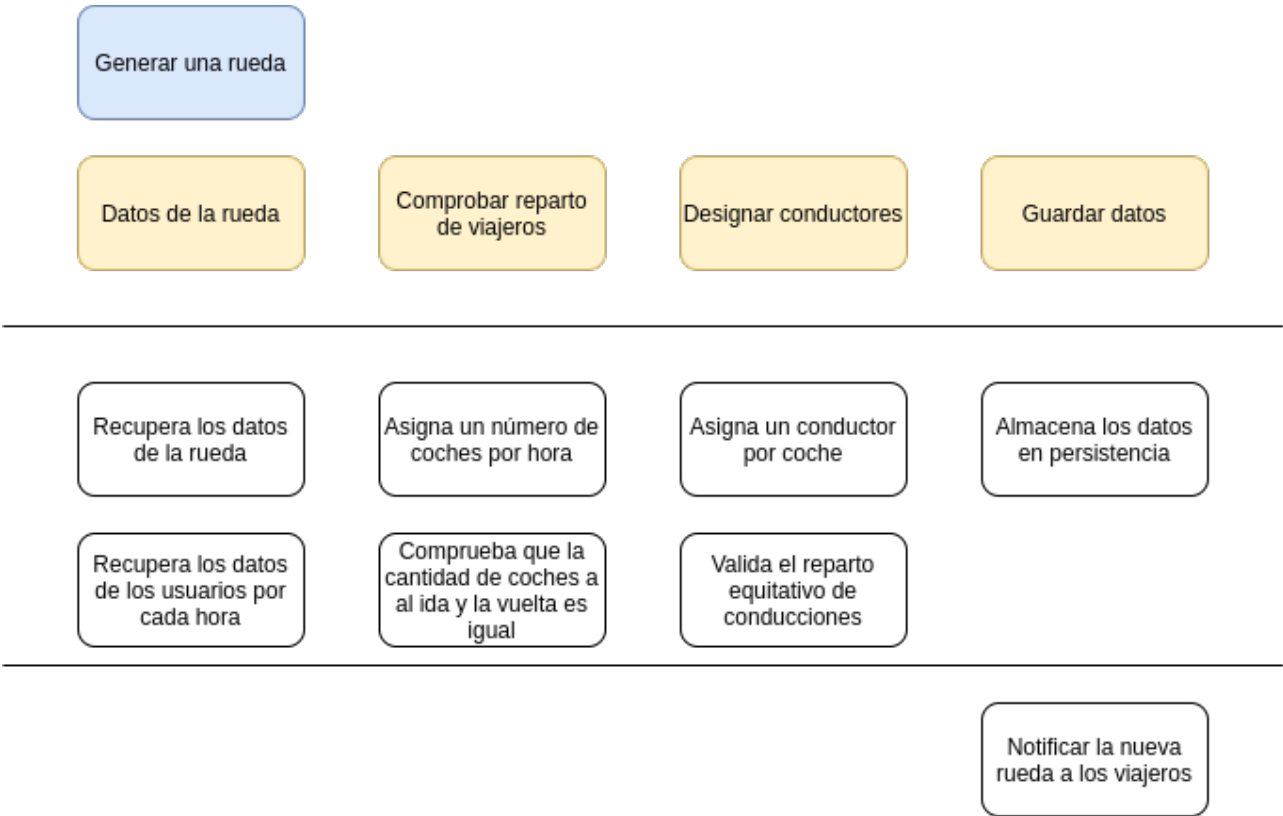 Generar una rueda
Datos de la rueda
Comprobar reparto
de viajeros
Designar conductores
Guardar datos
Recupera los datos
de la rueda
Asigna un número de
coches por hora
Asigna un conductor
por coche
Almacena los datos
en persistencia
Recupera los datos
de los usuarios por
cada hora
Comprueba que la
cantidad de coches a
al ida y la vuelta es
igual
Valida el reparto
equitativo de
conducciones
Notificar la nueva
rueda a los viajeros